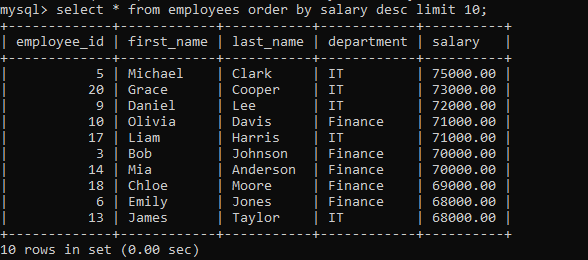 mysql> select * from employees order by salary desc limit 10;
+-------------+------------+-----------+------------+----------+
| employee_id | first_name | last_name | department | salary   |
+-------------+------------+-----------+------------+----------+
|           5 | Michael    | Clark     | IT         | 75000.00 |
|          20 | Grace      | Cooper    | IT         | 73000.00 |
|           9 | Daniel     | Lee       | IT         | 72000.00 |
|          10 | Olivia     | Davis     | Finance    | 71000.00 |
|          17 | Liam       | Harris    | IT         | 71000.00 |
|           3 | Bob        | Johnson   | Finance    | 70000.00 |
|          14 | Mia        | Anderson  | Finance    | 70000.00 |
|          18 | Chloe      | Moore     | Finance    | 69000.00 |
|           6 | Emily      | Jones     | Finance    | 68000.00 |
|          13 | James      | Taylor    | IT         | 68000.00 |
+-------------+------------+-----------+------------+----------+
10 rows in set (0.00 sec)